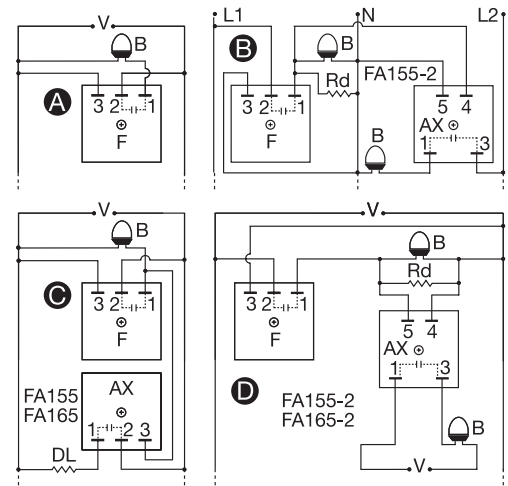 V
B
A
3 2 1
F
L1 N L2
B
B
Rd
FA155-2
3 2 1
F
5 4
AX
1 3
B
V
B
C
3 2 1
F
FA155
FA165
AX
1 2 3
DL
V
B
Rd
3 2 1
F
5 4
AX
1 3
D
FA155-2
FA165-2
B
V